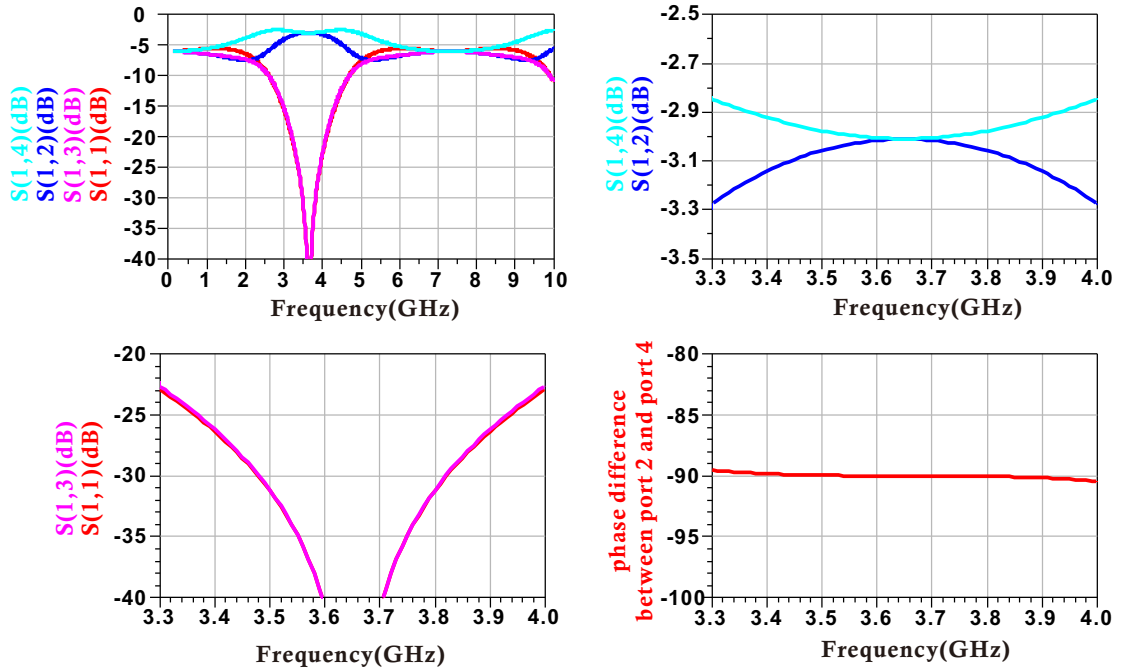 S(1,4)(dB)
S(1,2)(dB)
S(1,3)(dB)
S(1,1)(dB)
0
-5
-10
-15
-20
-25
-30
-35
-40
0 1 2 3 4 5 6 7 8 9 10
Frequency(GHz)
S(1,4)(dB)
S(1,2)(dB)
-2.5
-2.7
-2.9
-3.1
-3.3
-3.5
3.3 3.4 3.5 3.6 3.7 3.8 3.9 4.0
Frequency(GHz)
S(1,3)(dB)
S(1,1)(dB)
-20
-25
-30
-35
-40
3.3 3.4 3.5 3.6 3.7 3.8 3.9 4.0
Frequency(GHz)
phase difference
between port 2 and port 4
-80
-85
-90
-95
-100
3.3 3.4 3.5 3.6 3.7 3.8 3.9 4.0
Frequency(GHz)